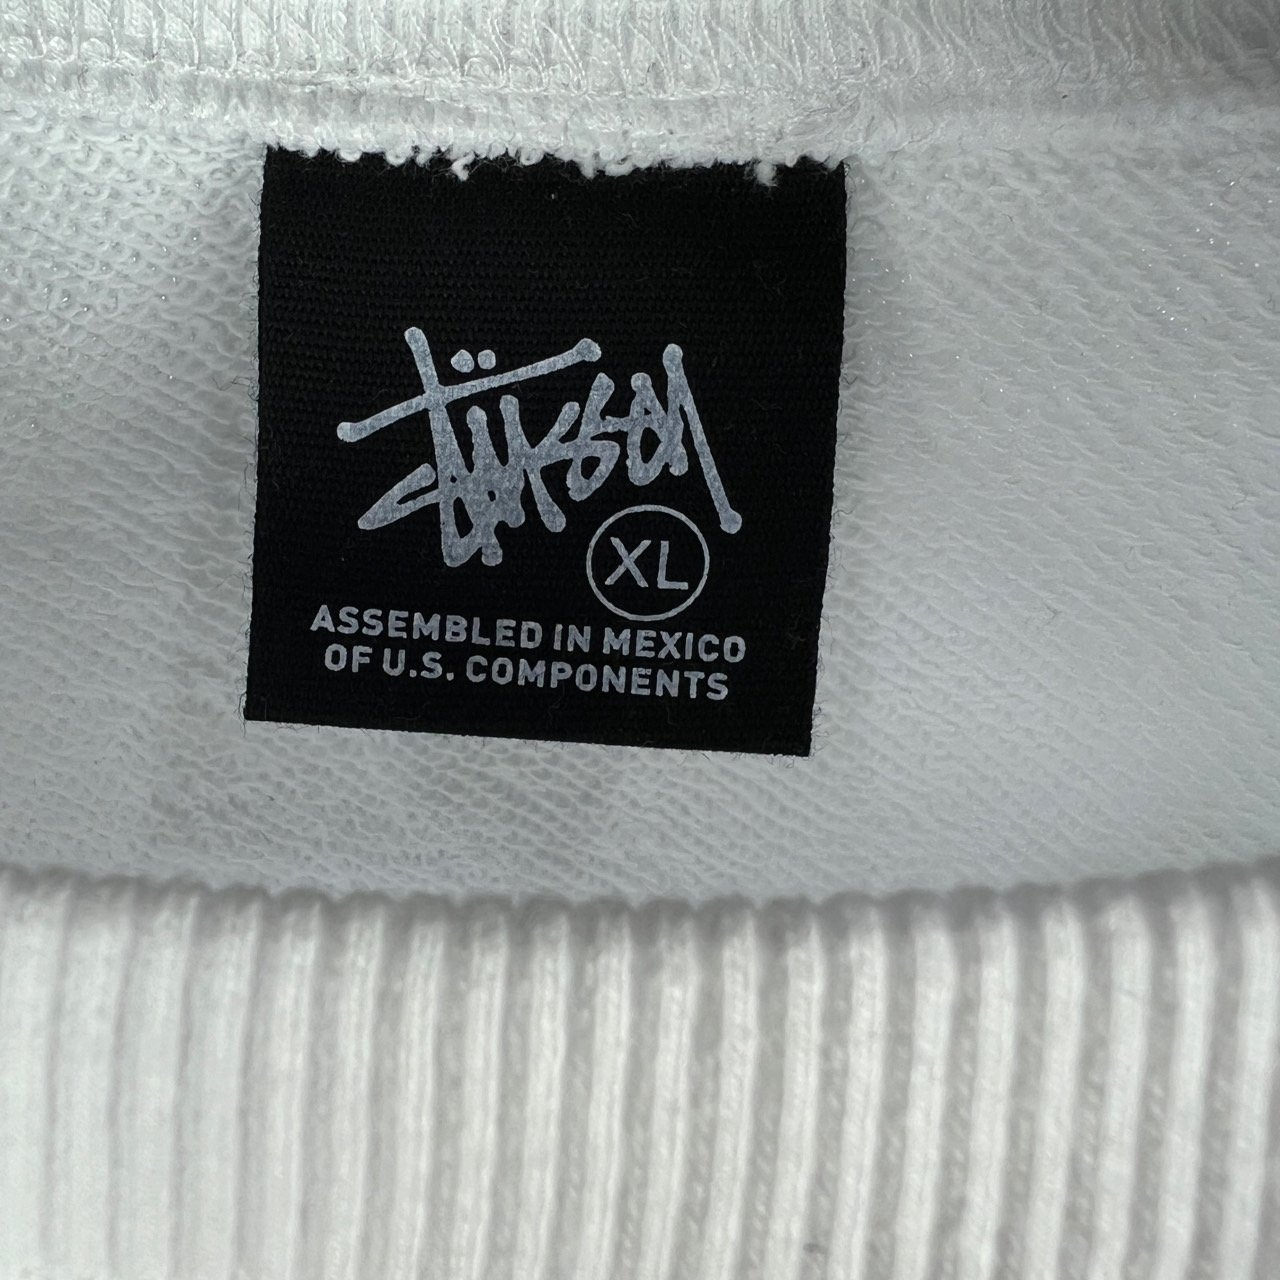 Stüssy
XL
ASSEMBLED IN MEXICO
OF U.S. COMPONENTS